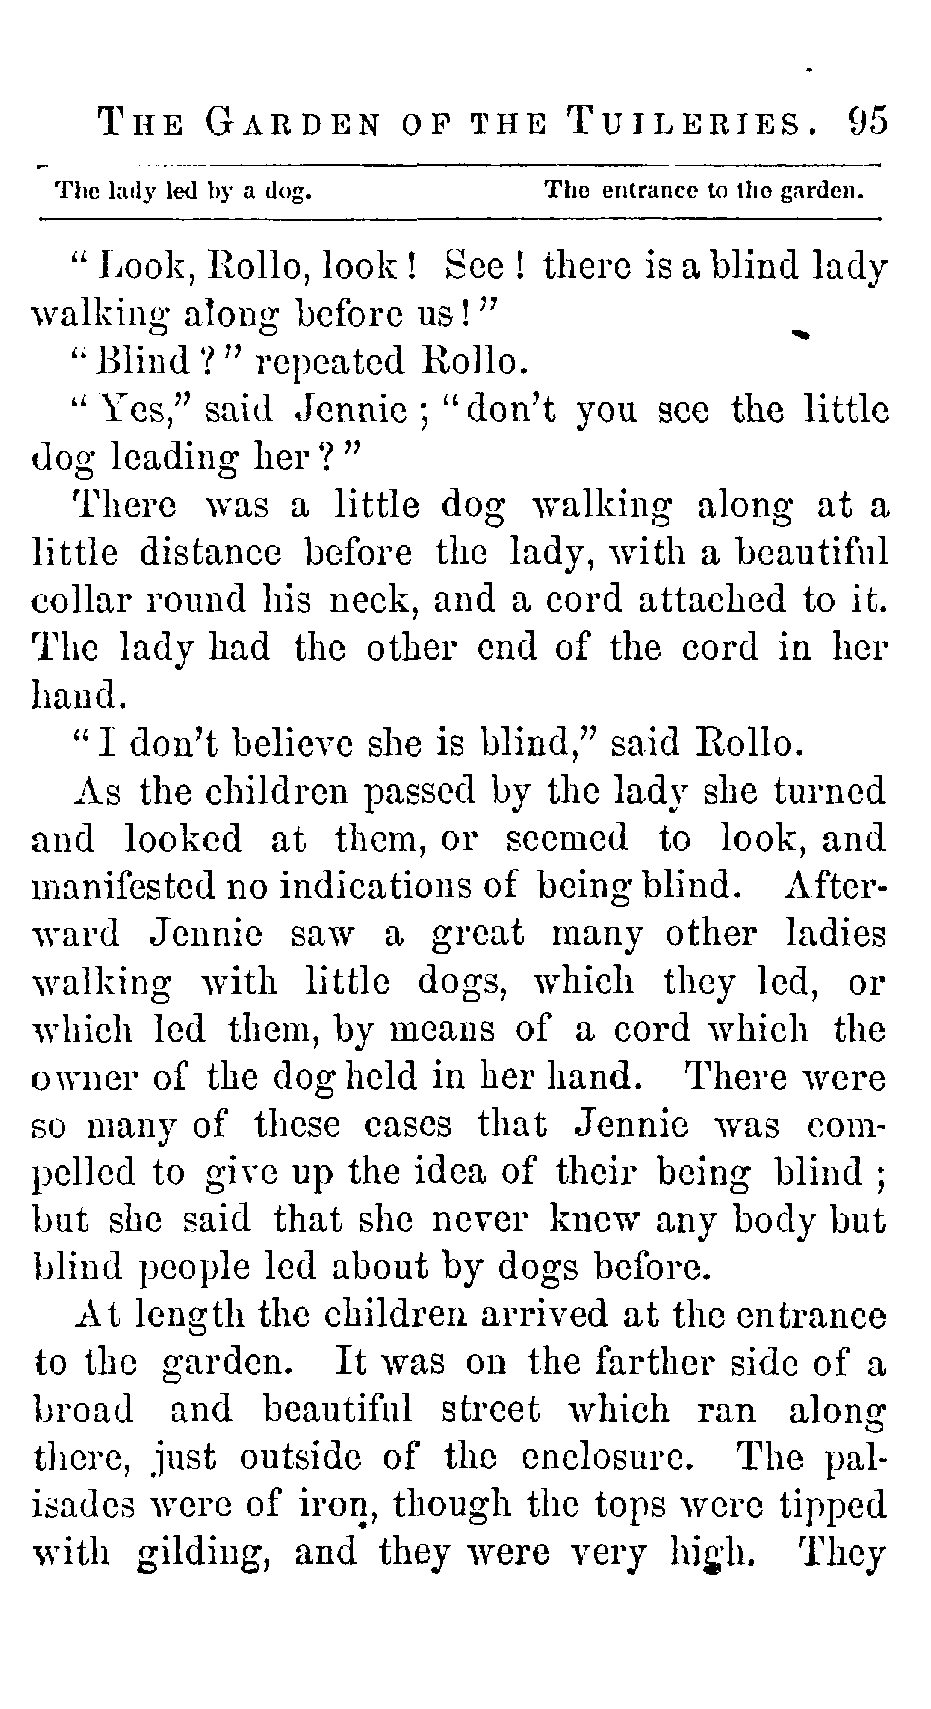 THE GARDEN OF THE TUILERIES. 95
The lady led by a dog. The entrance to the garden.
“ Look, Rollo, look ! See ! there is a blind lady
walking along before us ! ”
“ Blind ? ” repeated Rollo.
“ Yes,” said Jennie ; “ don’t you see the little
dog leading her ? ”
There was a little dog walking along at a
little distance before the lady, with a beautiful
collar round his neck, and a cord attached to it.
The lady had the other end of the cord in her
hand.
“ I don’t believe she is blind,” said Rollo.
As the children passed by the lady she turned
and looked at them, or seemed to look, and
manifested no indications of being blind. After-
ward Jennie saw a great many other ladies
walking with little dogs, which they led, or
which led them, by means of a cord which the
owner of the dog held in her hand. There were
so many of these cases that Jennie was com-
pelled to give up the idea of their being blind ;
but she said that she never knew any body but
blind people led about by dogs before.
At length the children arrived at the entrance
to the garden. It was on the farther side of a
broad and beautiful street which ran along
there, just outside of the enclosure. The pal-
isades were of iron, though the tops were tipped
with gilding, and they were very high. They